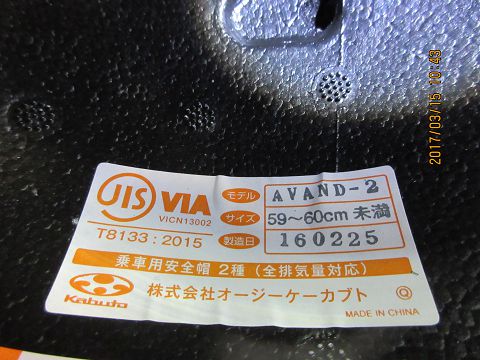 JIS VIA
VICN13002
T8133:2015
モデル AVAND-2
サイズ 59~60cm 未満
製造日 160225
乗車用安全帽 2種 (全排気量対応)
Kabuto 株式会社オージーケーカブト Q
MADE IN CHINA
2017/03/15 10:43